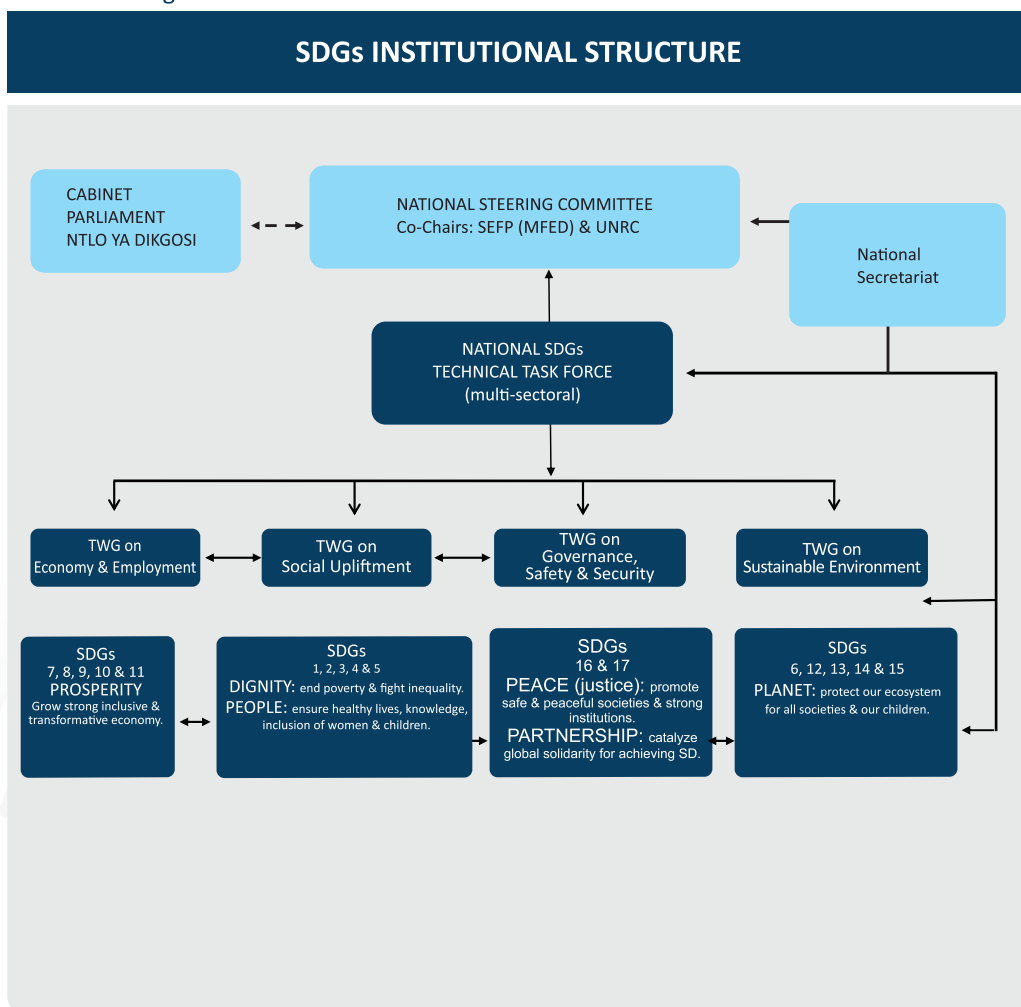 SDGs INSTITUTIONAL STRUCTURE
CABINET
PARLIAMENT
NTLO YA DIKGOSI
NATIONAL STEERING COMMITTEE
Co-Chairs: SEFP (MFED) & UNRC
National
Secretariat
NATIONAL SDGs
TECHNICAL TASK FORCE
(multi-sectoral)
TWG on
Economy & Employment
TWG on
Social Upliftment
TWG on
Governance,
Safety & Security
TWG on
Sustainable Environment
SDGs
7, 8, 9, 10 & 11
PROSPERITY
Grow strong inclusive &
transformative economy.
SDGs
1, 2, 3, 4 & 5
DIGNITY: end poverty & fight inequality.
PEOPLE: ensure healthy lives, knowledge,
inclusion of women & children.
SDGs
16 & 17
PEACE (justice): promote
safe & peaceful societies & strong
institutions.
PARTNERSHIP: catalyze
global solidarity for achieving SD.
SDGs
6, 12, 13, 14 & 15
PLANET: protect our ecosystem
for all societies & our children.